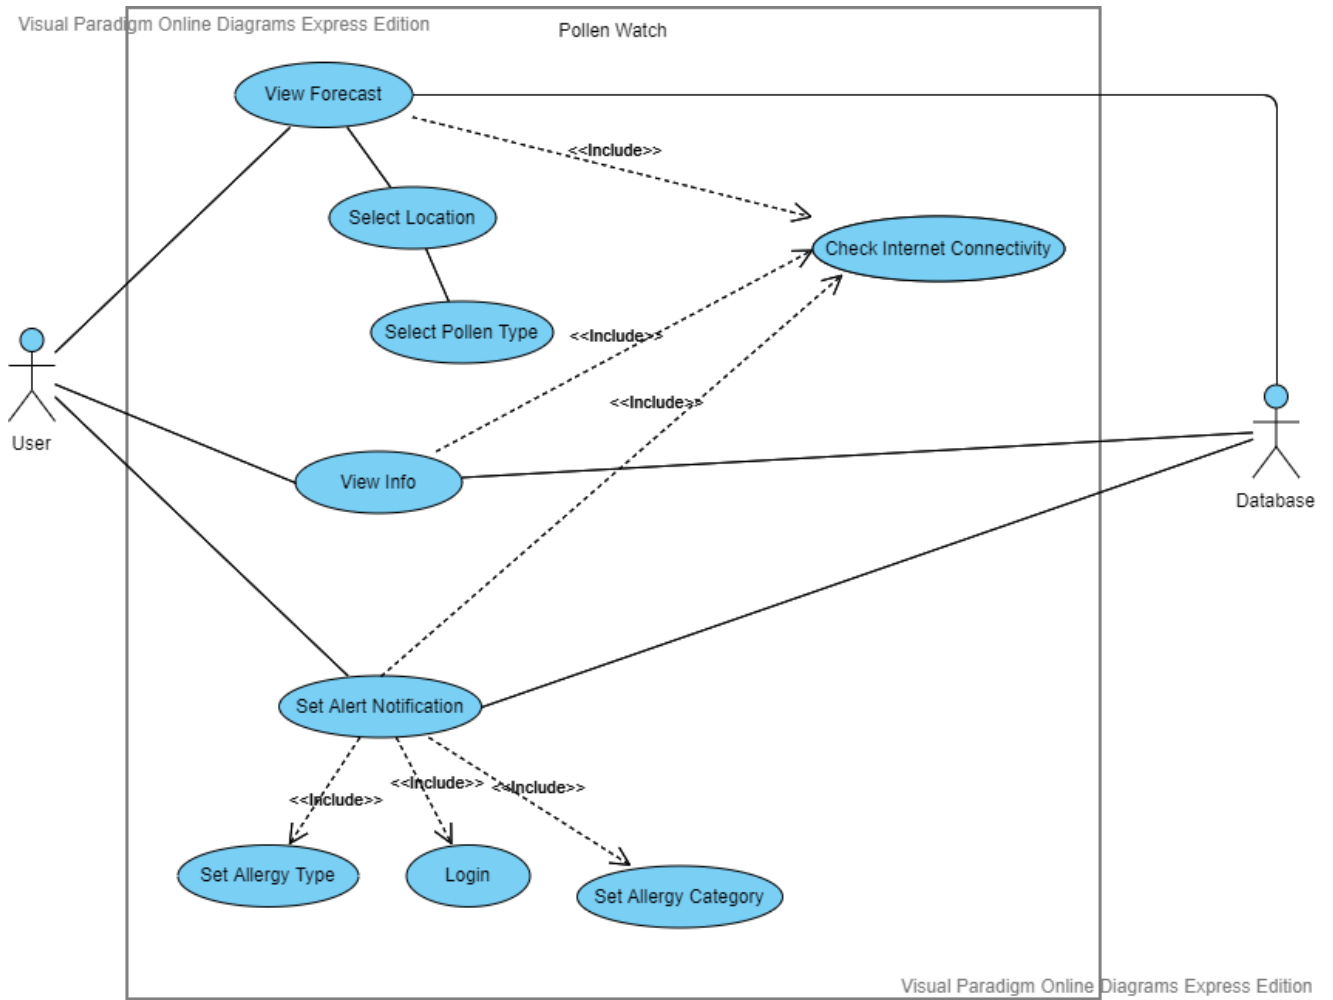 Visual Paradigm Online Diagrams Express Edition
Pollen Watch
View Forecast
<<Include>>
Select Location
Check Internet Connectivity
Select Pollen Type
<<Include>>
<<Include>>
User
View Info
Database
Set Alert Notification
<<Include>>
<<Include>>
<<Include>>
Set Allergy Type
Login
Set Allergy Category
Visual Paradigm Online Diagrams Express Edition